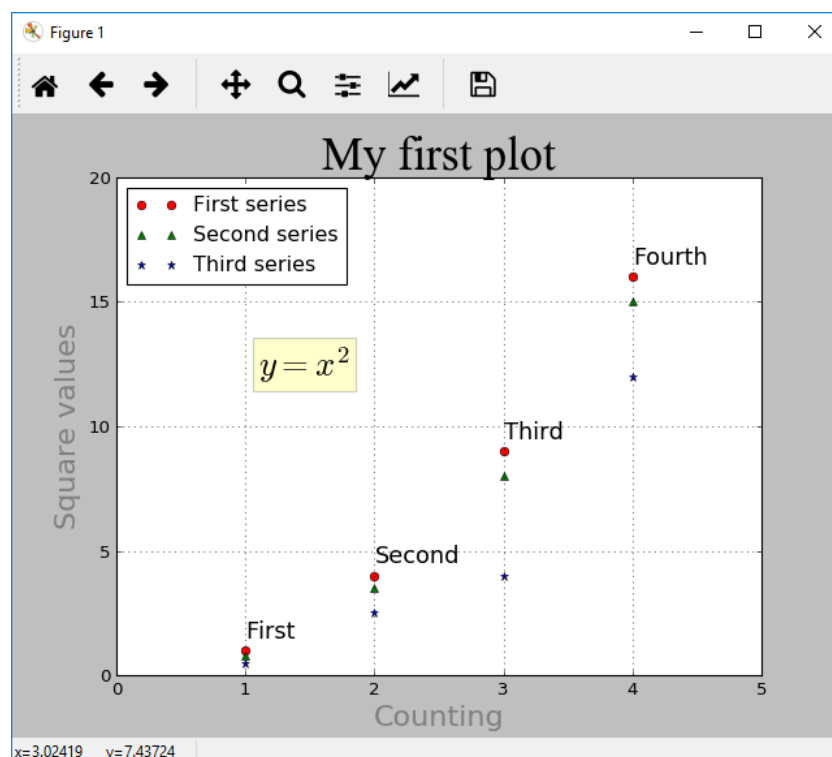 Figure 1
My first plot
First series
Second series
Third series
y = x²
Fourth
Third
Second
First
20
15
10
5
0
0 1 2 3 4 5
Square values
Counting
x=3.02419 y=7.43724